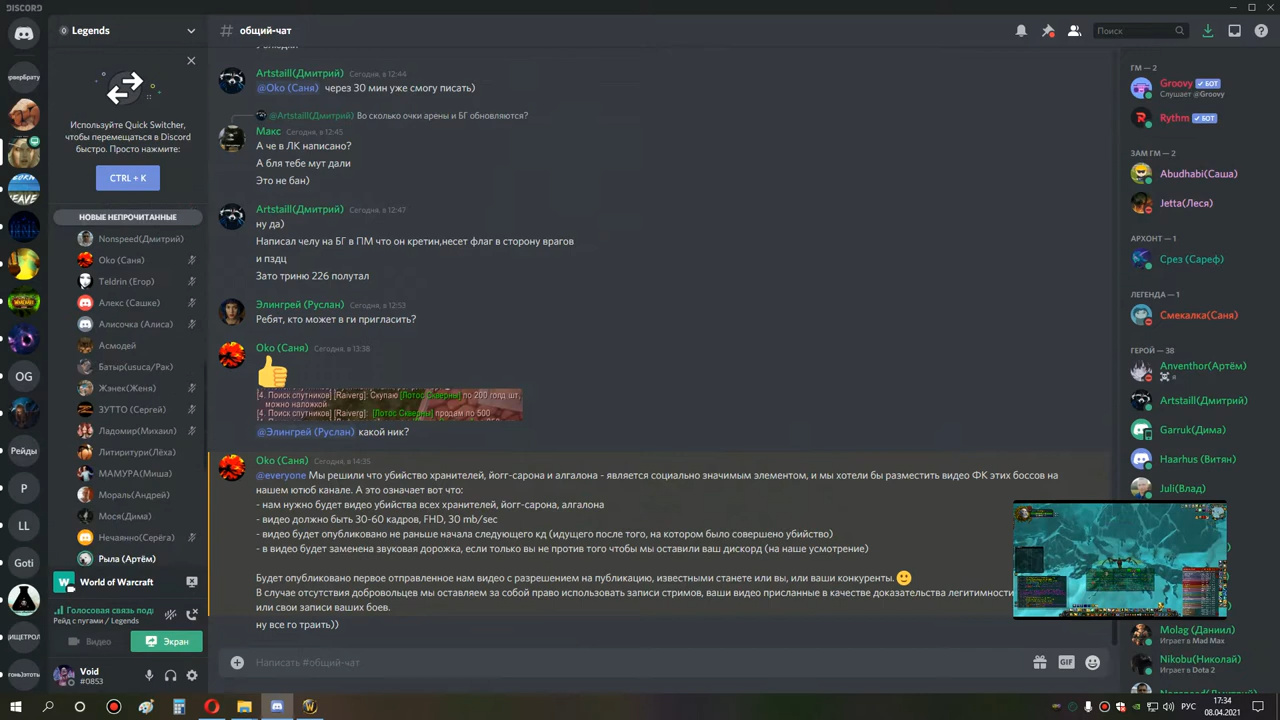 DISCORD
Legends
общий-чат
Поиск
Используя Quick Switcher,
чтобы перемещаться в Discord
быстро. Просто нажмите:
CTRL + K
НОВЫЕ НЕПРОЧИТАННЫЕ
Nonspeed(Дмитрий)
Oko (Саня)
Teldrin (Егор)
Алекс (Сашке)
Алисочка (Алиса)
Асмодей
Батыр(usuca/Рак)
Жэнек(Женя)
ЗУТТО (Сергей)
Ладомир(Михаил)
Литиритури(Лёха)
МАМУРА(Миша)
Мораль(Андрей)
Мося(Дима)
Нечаянно(Серёга)
Рыла (Артём)
World of Warcraft
Голосовая связь под
Рейд с пугами / Legends
Видео
Экран
Void
#0853
OG
Рейды
P
LL
Goti
Artstaill(Дмитрий) Сегодня, в 12:44
@Oko (Саня) через 30 мин уже смогу писать)
@Artstaill(Дмитрий) Во сколько очки арены и БГ обновляются?
Макс Сегодня, в 12:45
А че в ЛК написано?
А бля тебе мут дали
Это не бан)
Artstaill(Дмитрий) Сегодня, в 12:47
ну да)
Написал челу на БГ в ПМ что он кретин,несет флаг в сторону врагов
и пздц
Зато триню 226 полутал
Элингрей (Руслан) Сегодня, в 12:53
Ребят, кто может в ги пригласить?
Oko (Саня) Сегодня, в 13:38
[4. Поиск спутников] [Raiverg]: Скупаю [Лотос Скверны] по 200 голд шт,
можно наложкой
[4. Поиск спутников] [Raiverg]: [Лотос Скверны] продам по 500
@Элингрей (Руслан) какой ник?
Oko (Саня) Сегодня, в 14:35
@everyone Мы решили что убийство хранителей, йогг-сарона и алгалона - является социально значимым элементом, и мы хотели бы разместить видео ФК этих боссов на
нашем ютюб канале. А это означает вот что:
- нам нужно будет видео убийства всех хранителей, йогг-сарона, алгалона
- видео должно быть 30-60 кадров, FHD, 30 mb/sec
- видео будет опубликовано не раньше начала следующего кд (идущего после того, на котором было совершено убийство)
- в видео будет заменена звуковая дорожка, если только вы не против того чтобы мы оставили ваш дискорд (на наше усмотрение)
Будет опубликовано первое отправленное нам видео с разрешением на публикацию, известными станете или вы, или ваши конкуренты.
В случае отсутствия добровольцев мы оставляем за собой право использовать записи стримов, ваши видео присланные в качестве доказательства легитимности
или свои записи ваших боев.
ну все го траить))
Написать #общий-чат
GIF
ГМ — 2
Groovy БОТ
Слушает @Groovy
Rythm БОТ
ЗАМ ГМ — 2
Abudhabi(Саша)
Jetta(Леся)
АРХОНТ — 1
Срез (Сареф)
ЛЕГЕНДА — 1
Смекалка(Саня)
ГЕРОЙ — 38
Anventhor(Артём)
Artstaill(Дмитрий)
Garruk(Дима)
Haarhus (Витян)
Juli(Влад)
Molag (Даниил)
Играет в Mad Max
Nikobu(Николай)
Играет в Dota 2
Nonspeed(Дмитрий)
РУС
17:34
08.04.2021